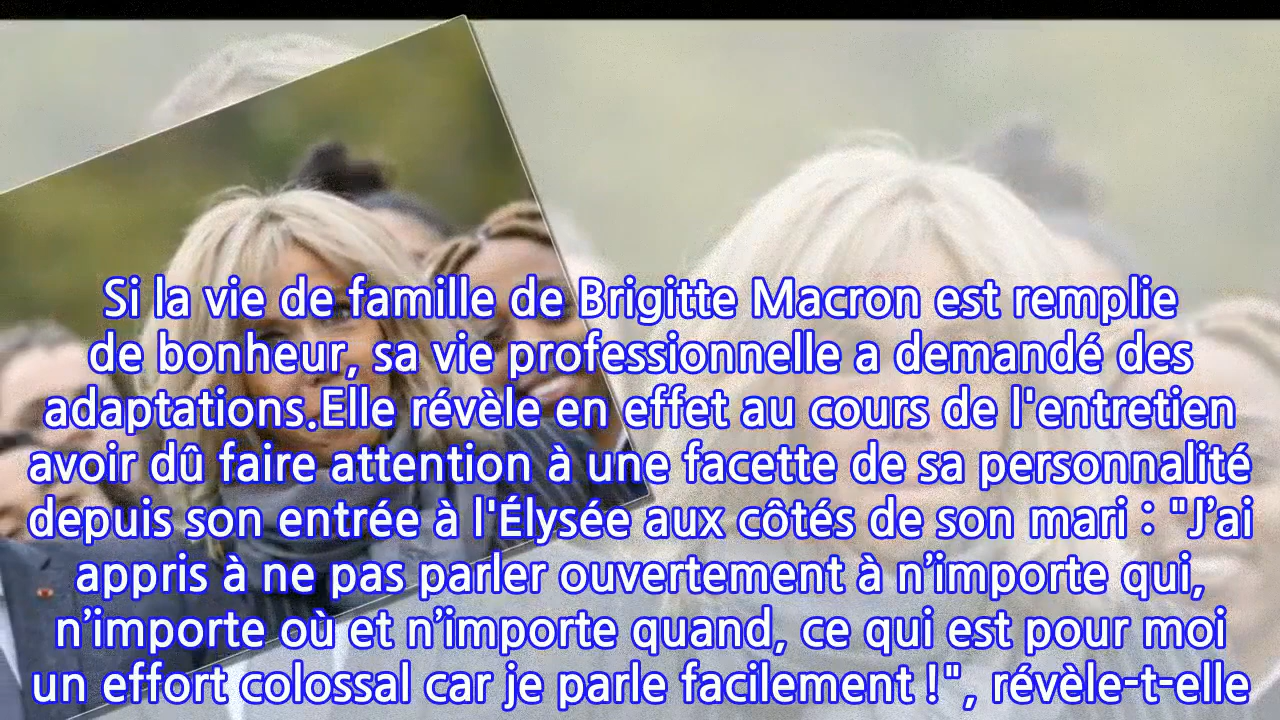 Si la vie de famille de Brigitte Macron est remplie
de bonheur, sa vie professionnelle a demandé des
adaptations.Elle révèle en effet au cours de l'entretien
avoir dû faire attention à une facette de sa personnalité
depuis son entrée à l'Élysée aux côtés de son mari : "J’ai
appris à ne pas parler ouvertement à n’importe qui,
n’importe où et n’importe quand, ce qui est pour moi
un effort colossal car je parle facilement !", révèle-t-elle